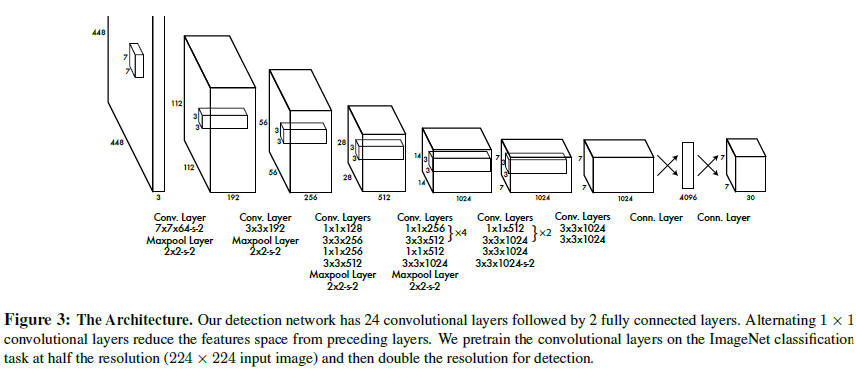 448
7
7
448
3
112
3
3
112
192
56
3
3
56
256
28
3
3
28
512
14
3
3
14
1024
7
3
3
7
1024
7
7
1024
4096
7
7
30
Conv. Layer
7x7x64-s-2
Maxpool Layer
2x2-s-2
Conv. Layer
3x3x192
Maxpool Layer
2x2-s-2
Conv. Layers
1x1x128
3x3x256
1x1x256
3x3x512
Maxpool Layer
2x2-s-2
Conv. Layers
1x1x256
3x3x512
}×4
1x1x512
3x3x1024
Maxpool Layer
2x2-s-2
Conv. Layers
1x1x512
3x3x1024
}×2
3x3x1024
3x3x1024-s-2
Conv. Layers
3x3x1024
3x3x1024
Conn. Layer
Conn. Layer
Figure 3: The Architecture. Our detection network has 24 convolutional layers followed by 2 fully connected layers. Alternating 1 × 1
convolutional layers reduce the features space from preceding layers. We pretrain the convolutional layers on the ImageNet classification
task at half the resolution (224 × 224 input image) and then double the resolution for detection.